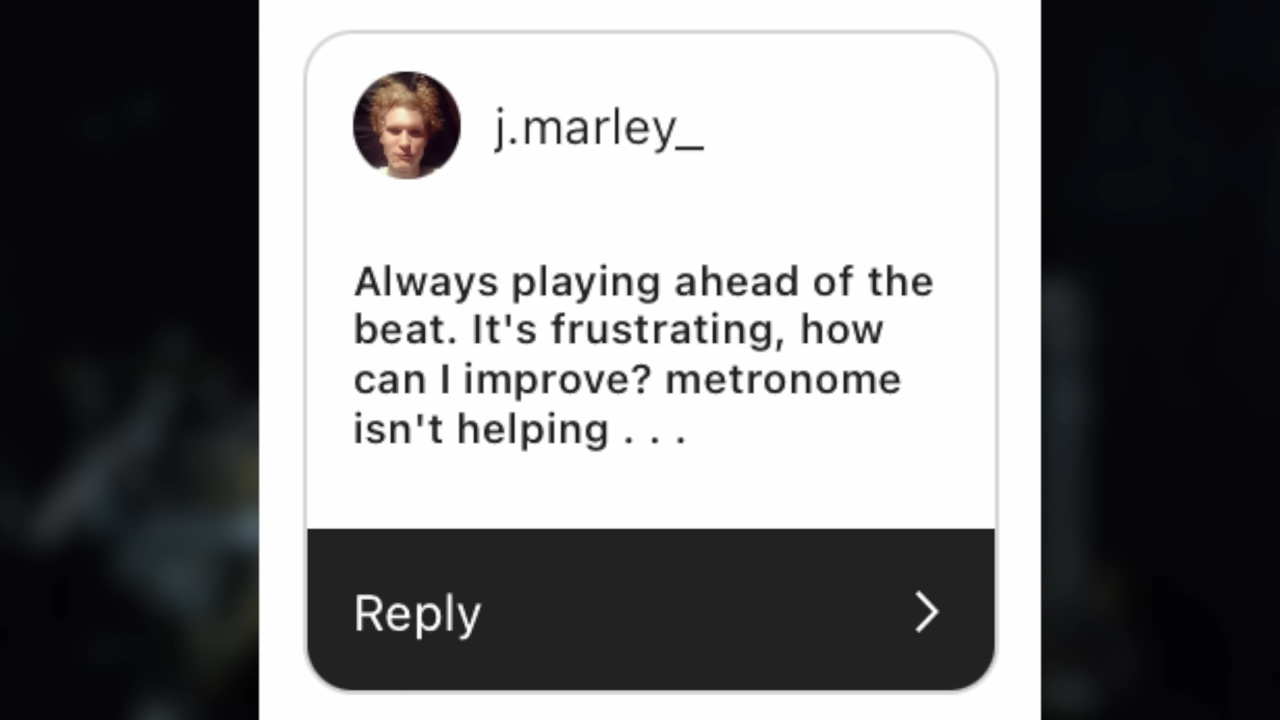 j.marley_
Always playing ahead of the
beat. It's frustrating, how
can I improve? metronome
isn't helping . . .
Reply